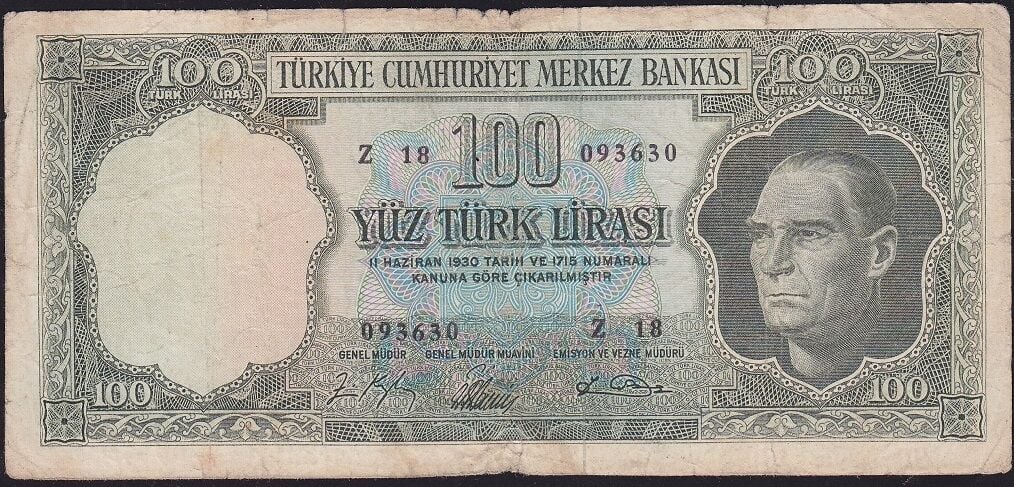 100
TÜRK LİRASI
TÜRKİYE CUMHURİYET MERKEZ BANKASI
100
TÜRK LİRASI
100
Z 18
093630
YÜZ TÜRK LİRASI
11 HAZİRAN 1930 TARİH VE 1715 NUMARALI
KANUNA GÖRE ÇIKARILMIŞTIR
093630
Z 18
GENEL MÜDÜR
GENEL MÜDÜR MUAVİNİ
EMİSYON VE VEZNE MÜDÜRÜ
100
100